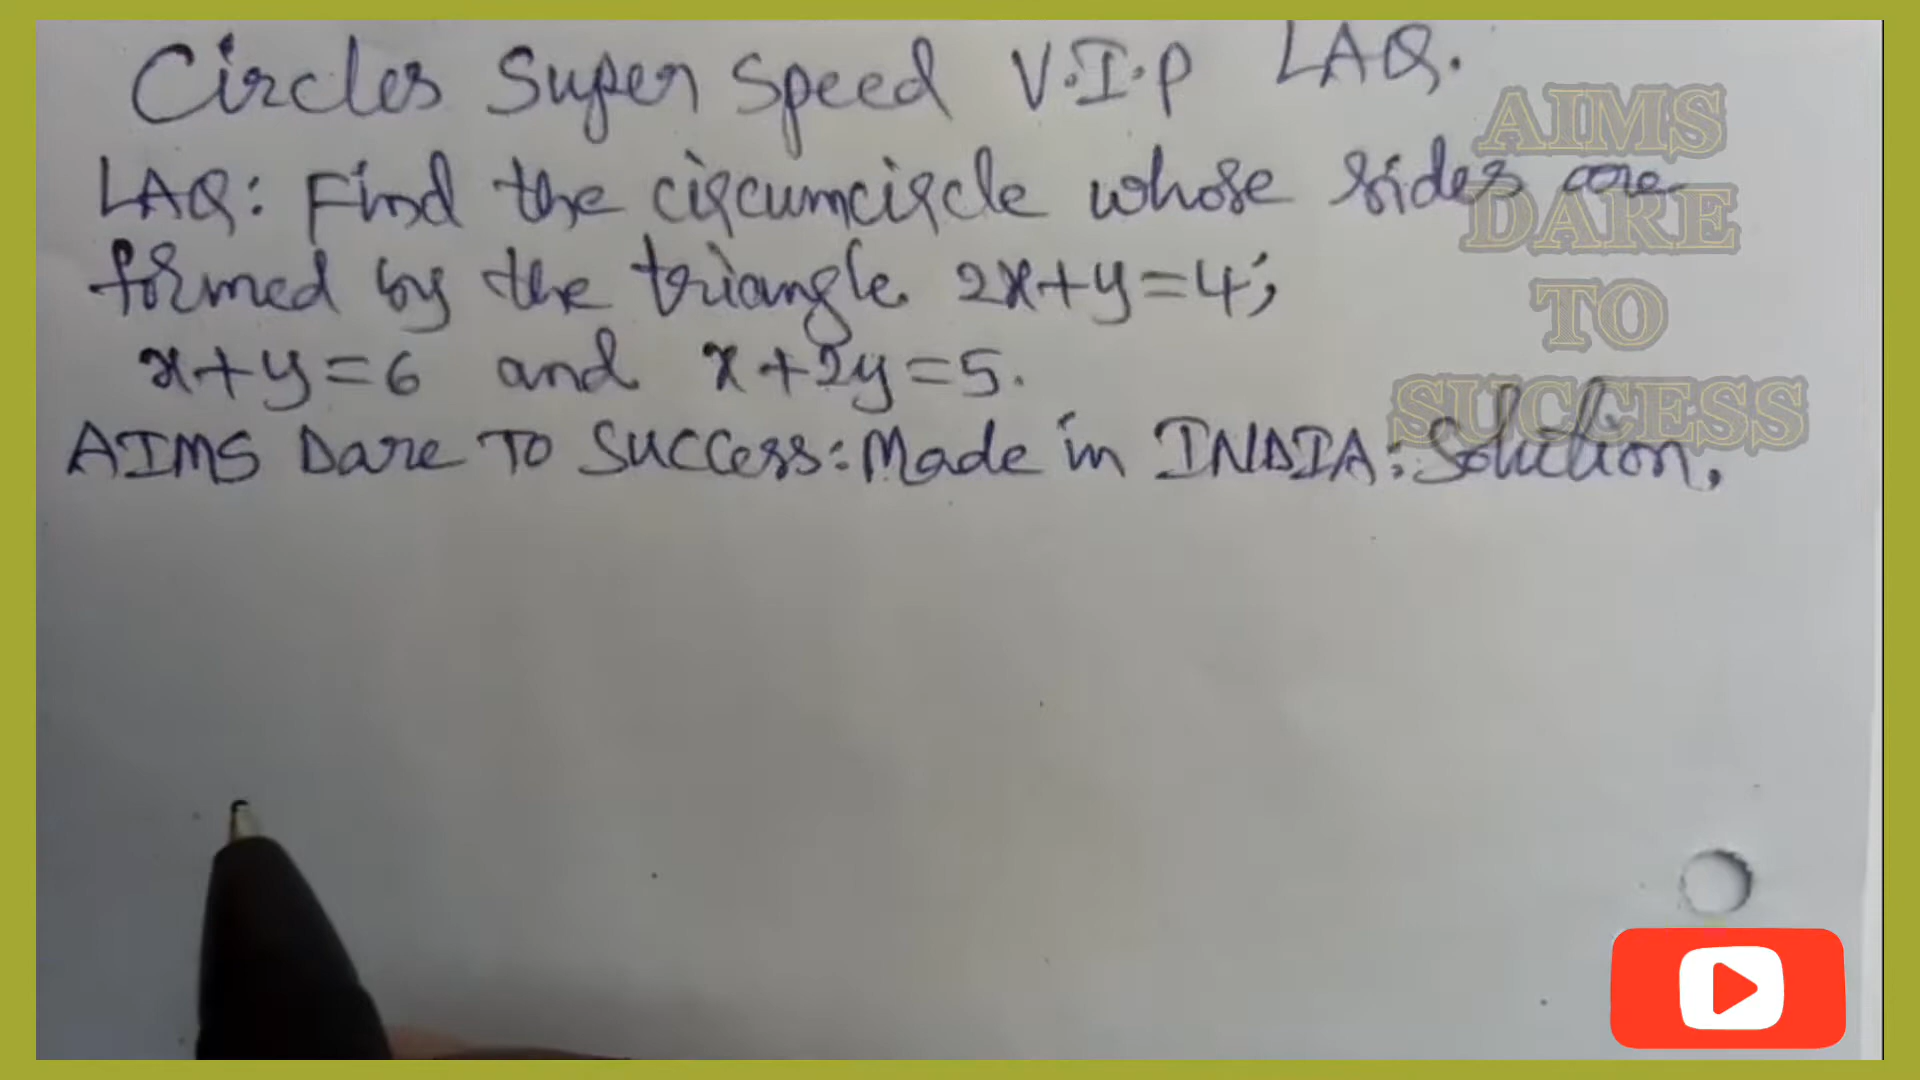 Circles Super Speed V.I.P LAQ.
LAQ: Find the circumcircle whose sides are
formed by the triangle 2x+y=4;
x+y=6 and x+2y=5.
AIMS Dare TO Success: Made in INDIA: Solution.
AIMS
DARE
TO
SUCCESS